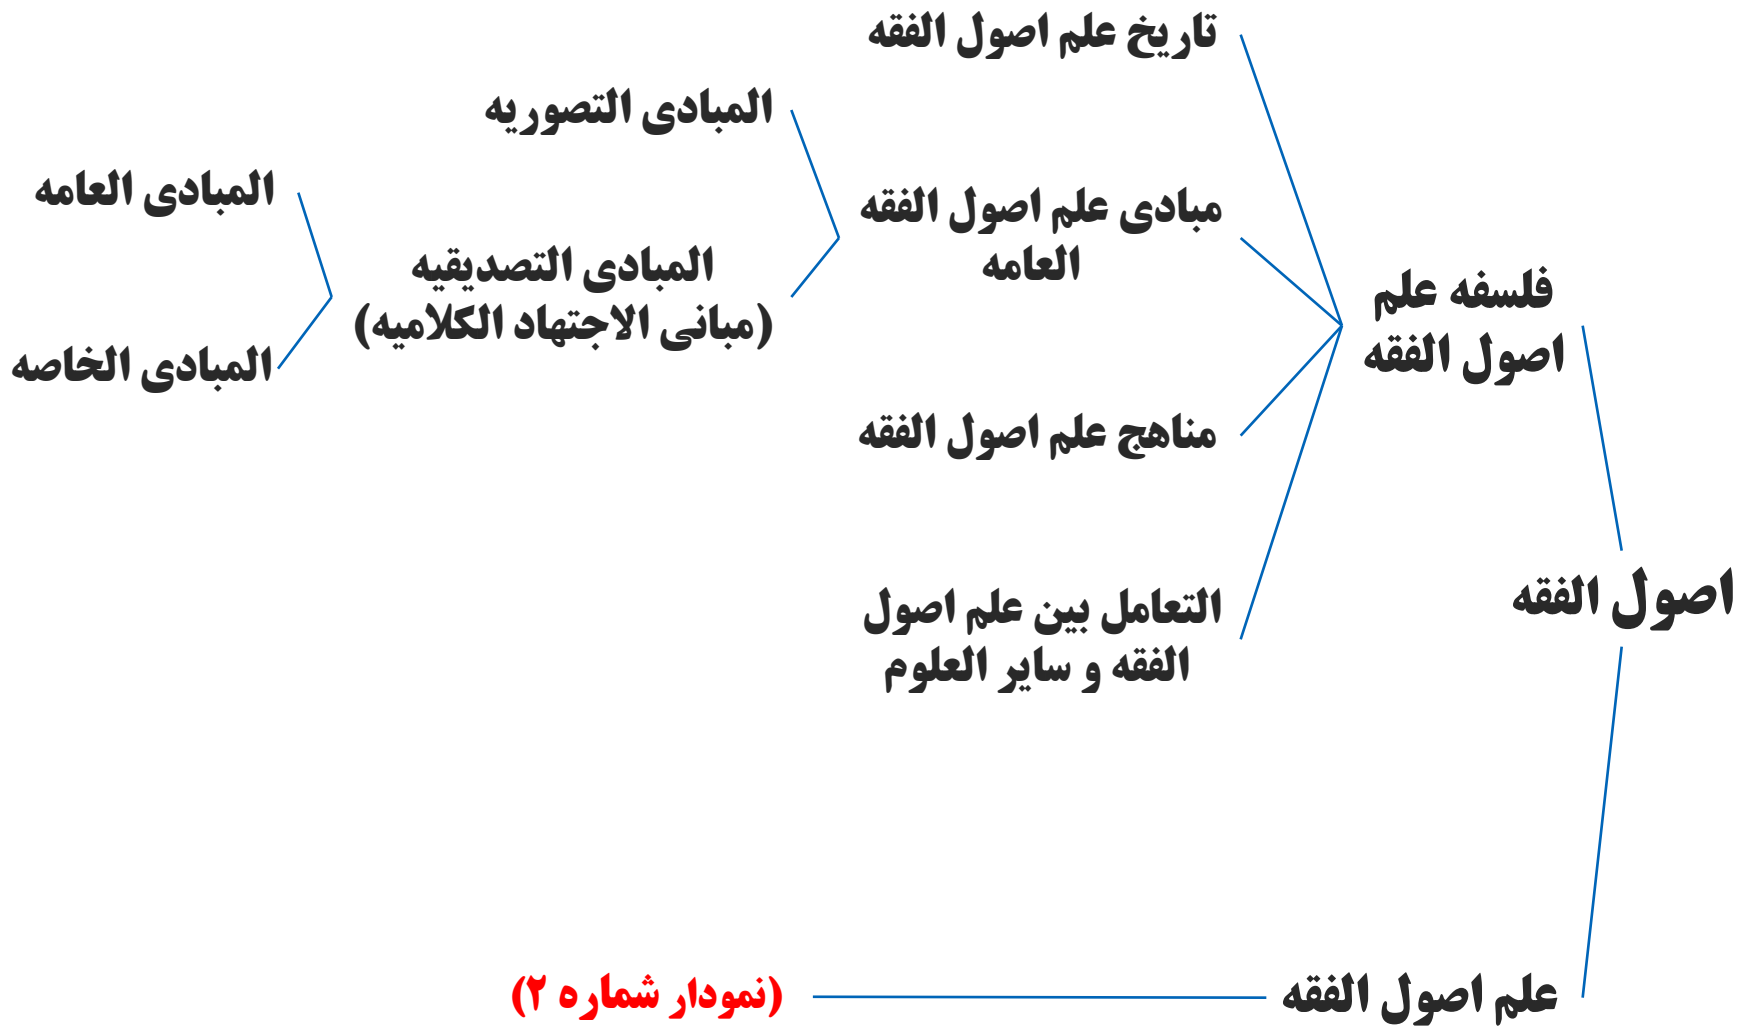 اصول الفقه
فلسفه علم
اصول الفقه
تاریخ علم اصول الفقه
مبادی علم اصول الفقه
العامه
المبادی التصوریه
المبادی التصدیقیه
(مبانی الاجتهاد الکلامیه)
المبادی العامه
المبادی الخاصه
مناهج علم اصول الفقه
التعامل بین علم اصول
الفقه و سایر العلوم
علم اصول الفقه
(نمودار شماره ۲)